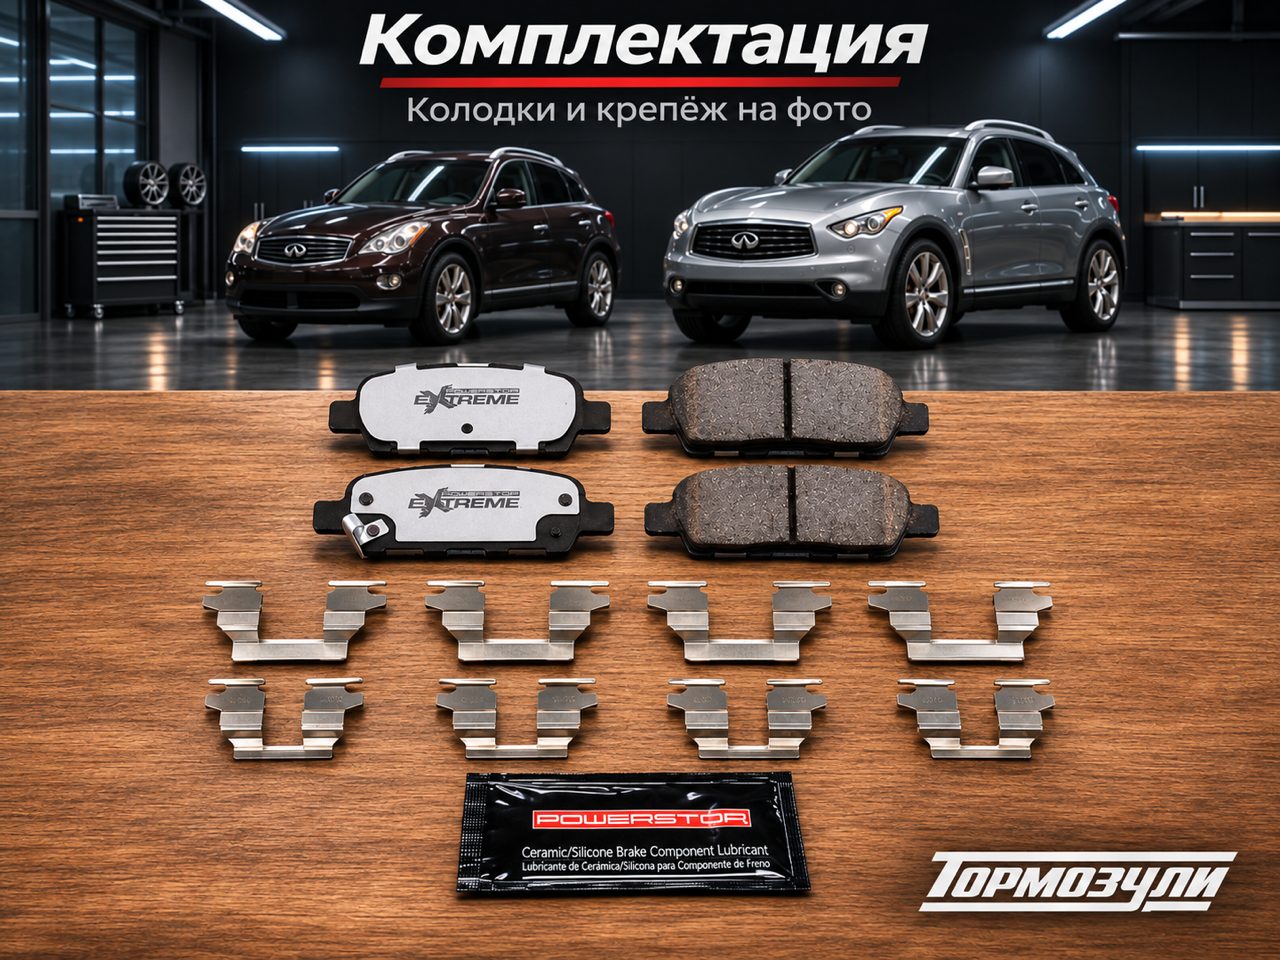 Комплектация
Колодки и крепёж на фото
POWERSTOP
EXTREME
POWERSTOP
EXTREME
POWERSTOP
Ceramic/Silicone Brake Component Lubricant
Lubricante de Cerámica/Silicona para Componente de Freno
ТОРМОЗУЛИ